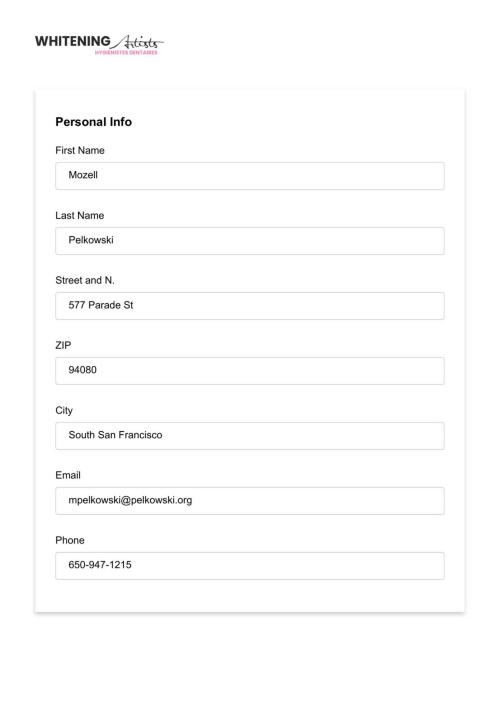 WHITENING Artists
HYGIÉNISTES DENTAIRES
Personal Info
First Name
Mozell
Last Name
Pelkowski
Street and N.
577 Parade St
ZIP
94080
City
South San Francisco
Email
mpelkowski@pelkowski.org
Phone
650-947-1215